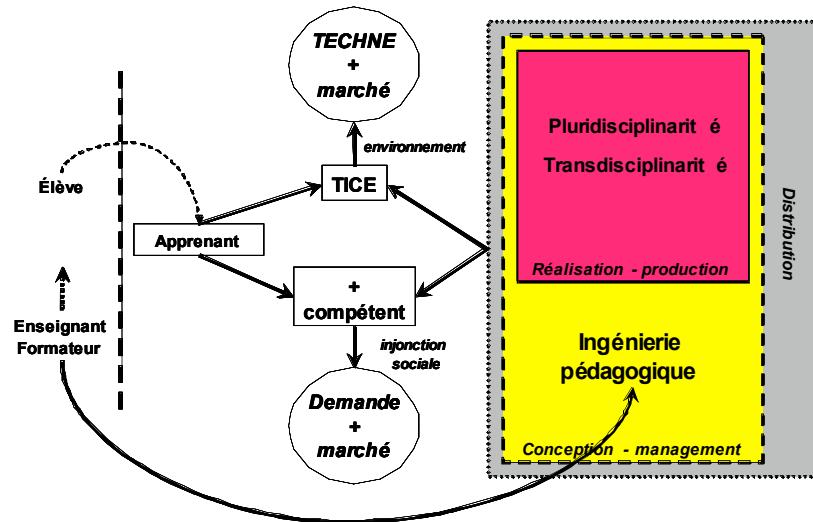 TECHNE
+
marché
environnement
Élève
TICE
Apprenant
+
compétent
Enseignant
Formateur
injonction
sociale
Demande
+
marché
Pluridisciplinarit é
Transdisciplinarit é
Réalisation - production
Ingénierie
pédagogique
Conception - management
Distribution